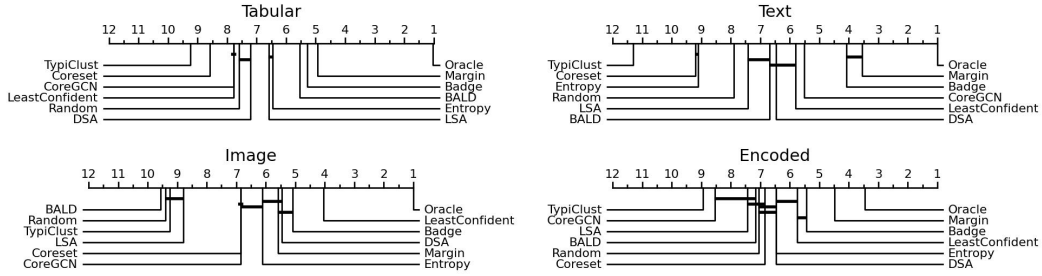 Tabular
12 11 10 9 8 7 6 5 4 3 2 1
TypiClust
Coreset
CoreGCN
LeastConfident
Random
DSA
Oracle
Margin
Badge
BALD
Entropy
LSA
Text
12 11 10 9 8 7 6 5 4 3 2 1
TypiClust
Coreset
Entropy
Random
LSA
BALD
Oracle
Margin
Badge
CoreGCN
LeastConfident
DSA
Image
12 11 10 9 8 7 6 5 4 3 2 1
BALD
Random
TypiClust
LSA
Coreset
CoreGCN
Oracle
LeastConfident
Badge
DSA
Margin
Entropy
Encoded
12 11 10 9 8 7 6 5 4 3 2 1
TypiClust
CoreGCN
LSA
BALD
Random
Coreset
Oracle
Margin
Badge
LeastConfident
Entropy
DSA